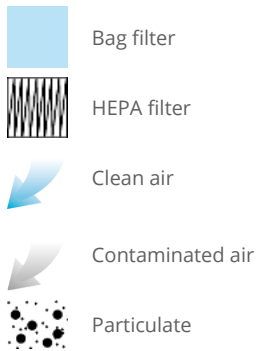 Bag filter
HEPA filter
Clean air
Contaminated air
Particulate